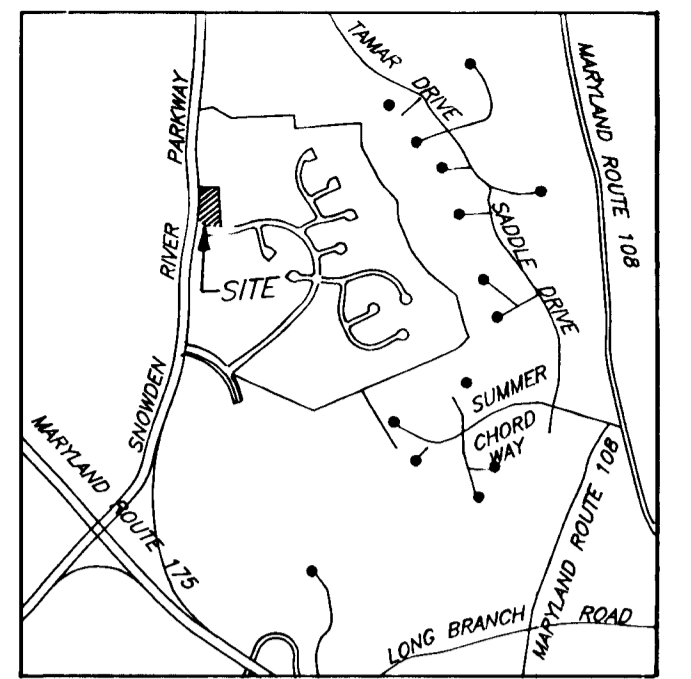 TAMAR DRIVE
MARYLAND ROUTE 108
SNOWDEN RIVER PARKWAY
SADDLE DRIVE
SITE
SUMMER
CHORD
WAY
MARYLAND ROUTE 175
MARYLAND ROUTE 108
LONG BRANCH ROAD